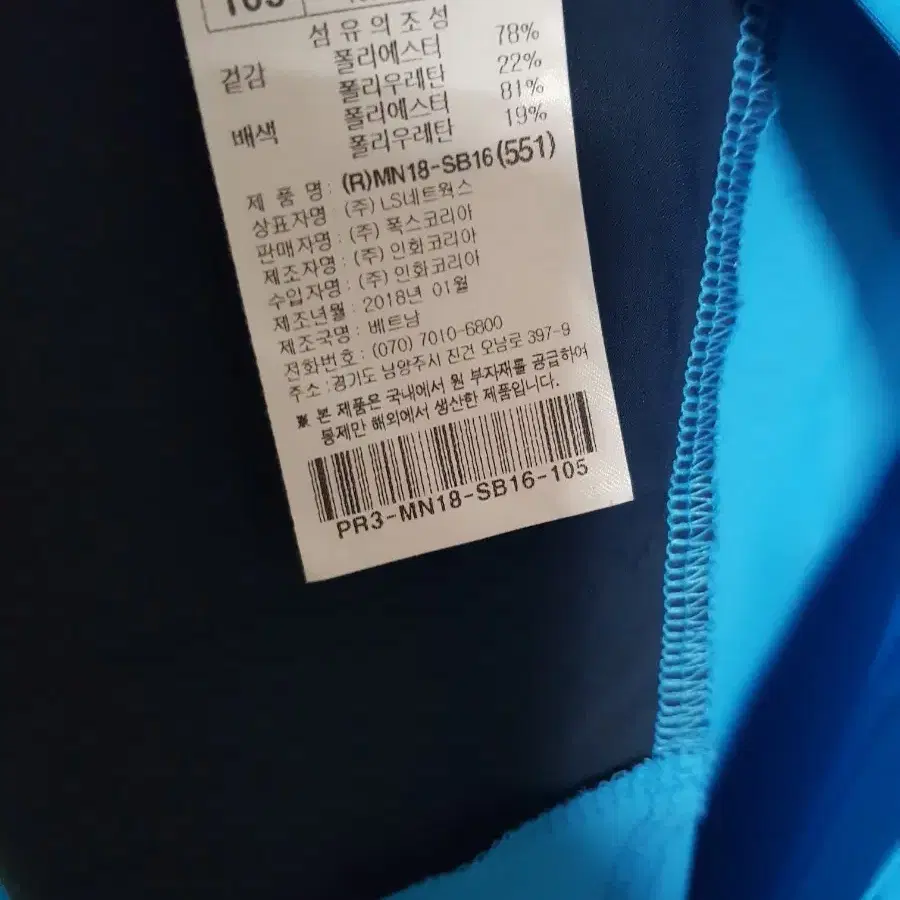 105
섬유의조성
겉감 폴리에스터 78%
폴리우레탄 22%
배색 폴리에스터 81%
폴리우레탄 19%
제 품 명 : (R)MN18-SB16(551)
상표자명 : (주)LS네트웍스
판매자명 : (주) 폭스코리아
제조자명 : (주) 인화코리아
수입자명 : (주) 인화코리아
제조년월 : 2018년 01월
제조국명 : 베트남
전화번호 : (070) 7010-6800
주소 : 경기도 남양주시 진건 오남로 397-9
※ 본 제품은 국내에서 원 부자재를 공급하여
봉제만 해외에서 생산한 제품입니다.
PR3-MN18-SB16-105